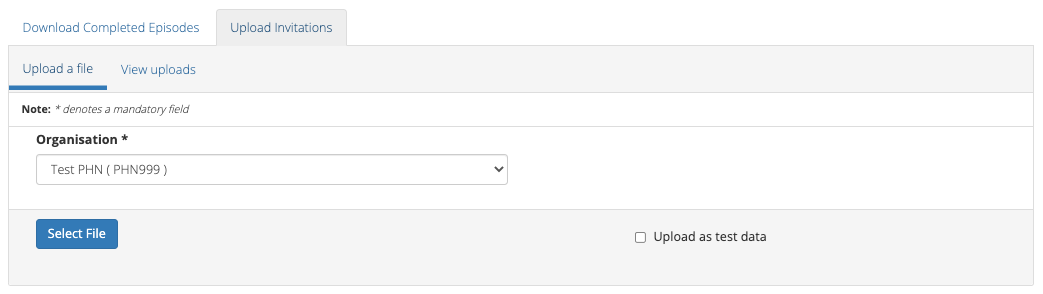 Download Completed Episodes
Upload Invitations
Upload a file
View uploads
Note: * denotes a mandatory field
Organisation *
Test PHN ( PHN999 )
Select File
Upload as test data